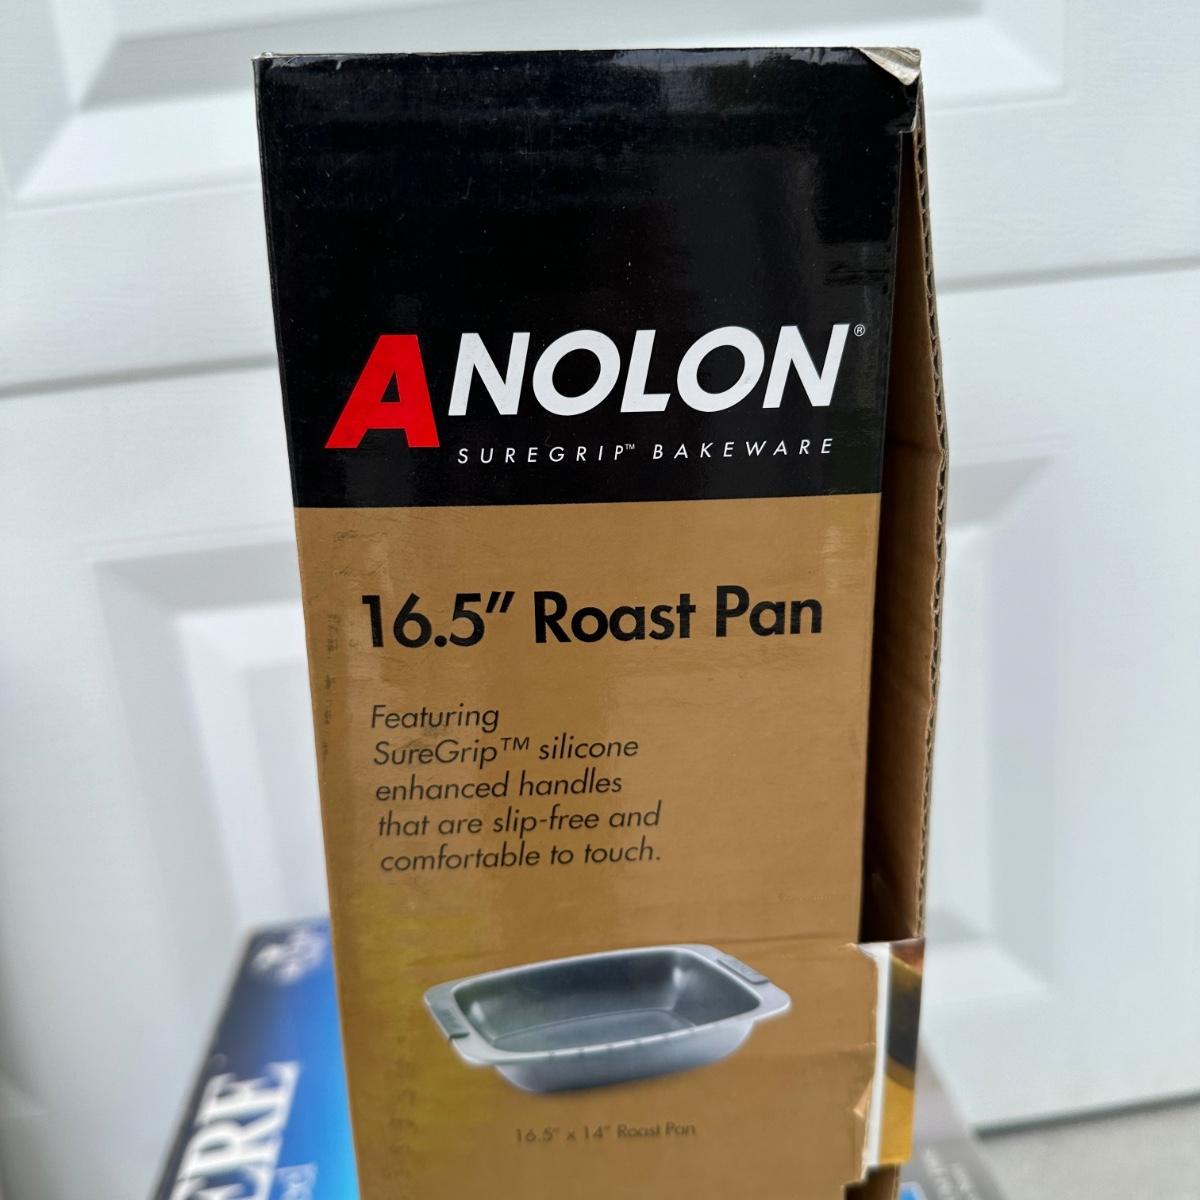 ANOLON®
SUREGRIP™ BAKEWARE
16.5" Roast Pan
Featuring
SureGrip™ silicone
enhanced handles
that are slip-free and
comfortable to touch.
16.5" x 14" Roast Pan